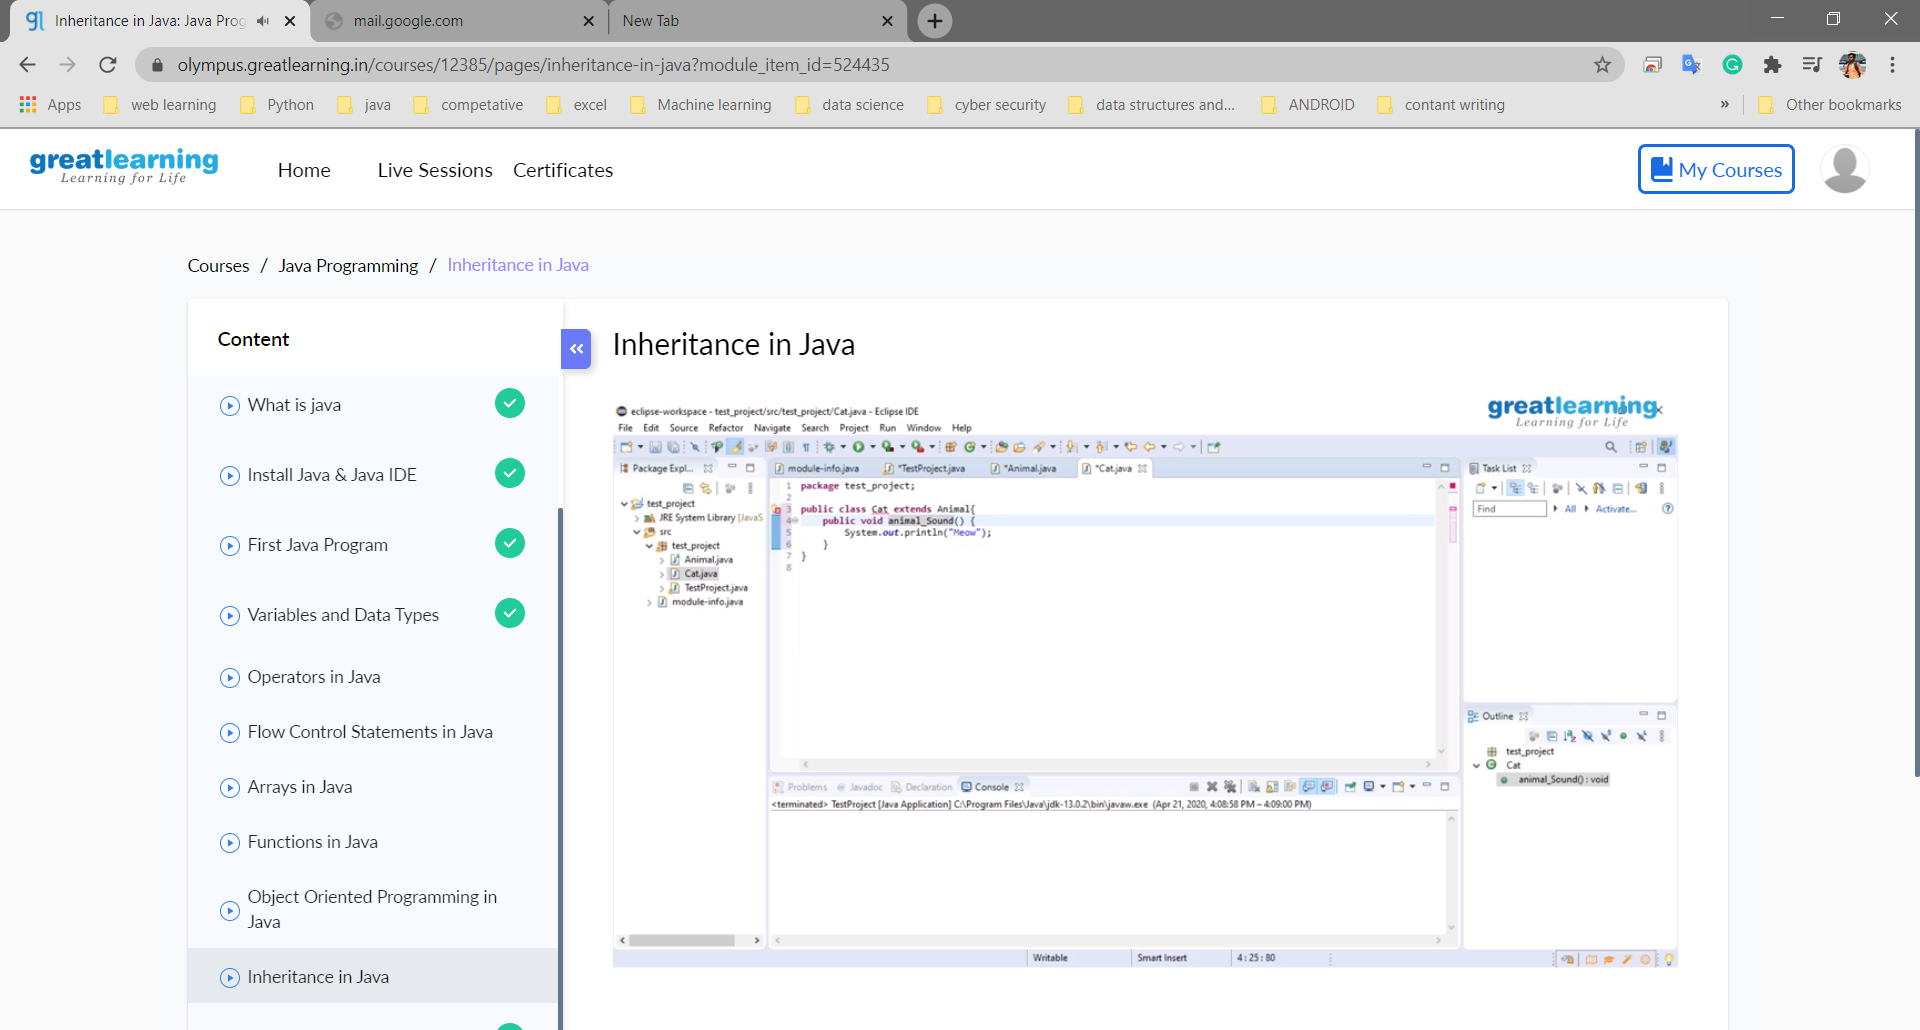 Inheritance in Java: Java Prog
mail.google.com
New Tab
olympus.greatlearning.in/courses/12385/pages/inheritance-in-java?module_item_id=524435
Apps
web learning
Python
java
competative
excel
Machine learning
data science
cyber security
data structures and...
ANDROID
contant writing
»
Other bookmarks
greatlearning
Learning for Life
Home
Live Sessions
Certificates
My Courses
Courses / Java Programming / Inheritance in Java
Content
What is java
Install Java & Java IDE
First Java Program
Variables and Data Types
Operators in Java
Flow Control Statements in Java
Arrays in Java
Functions in Java
Object Oriented Programming in
Java
Inheritance in Java
Inheritance in Java
eclipse-workspace - test_project/src/test_project/Cat.java - Eclipse IDE
greatlearning
Learning for Life
File Edit Source Refactor Navigate Search Project Run Window Help
Package Expl...
test_project
JRE System Library [JavaS
src
test_project
Animal.java
Cat.java
TestProject.java
module-info.java
module-info.java
*TestProject.java
*Animal.java
*Cat.java
1 package test_project;
2
3 public class Cat extends Animal{
4 public void animal_Sound() {
5 System.out.println("Meow");
6 }
7 }
8
Task List
Find
All
Activate...
Outline
test_project
Cat
animal_Sound() : void
Problems
Javadoc
Declaration
Console
<terminated> TestProject [Java Application] C:\Program Files\Java\jdk-13.0.2\bin\javaw.exe (Apr 21, 2020, 4:08:58 PM – 4:09:00 PM)
Writable
Smart Insert
4 : 25 : 80